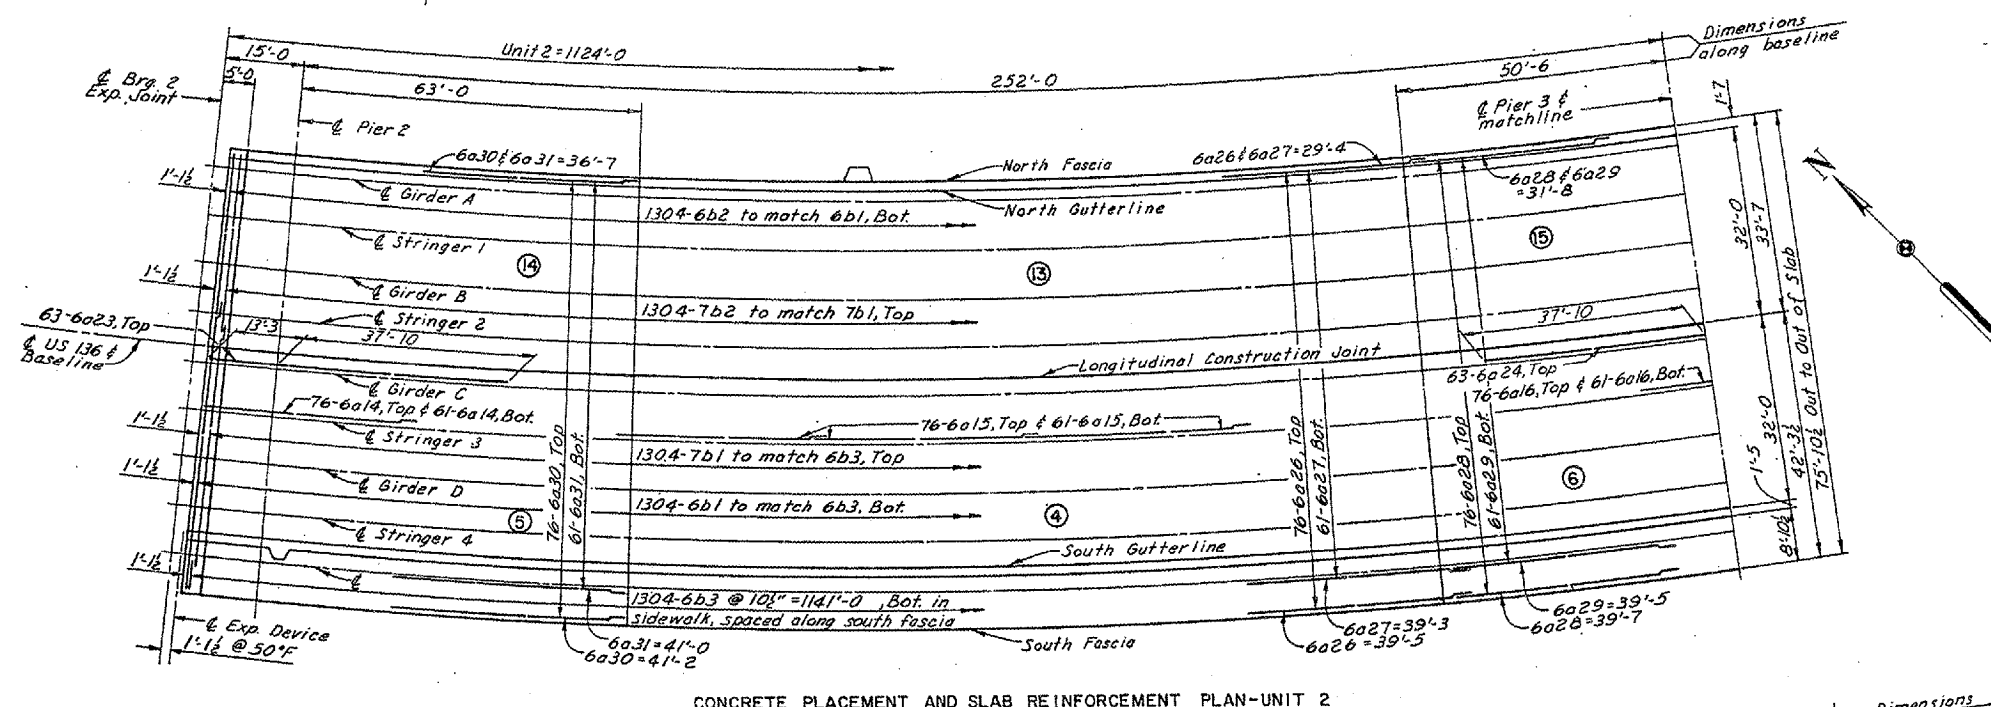 Dimensions
along baseline
Unit 2=1124'-0
15'-0
5'-0
252'-0
50'-6
63'-0
℄ Brg. 2
Exp. Joint
℄ Pier 2
℄ Pier 3 &
matchline
1'-7
6a30&6a31=36'-7
North Fascia
6a26&6a27=29'-4
6a28&6a29
=31'-8
1'-1½
℄ Girder A
1304-6b2 to match 6b1, Bot.
North Gutterline
N
32'-0
33'-7
℄ Stringer 1
14
13
15
1'-1½
℄ Girder B
1304-7b2 to match 7b1, Top
℄ Stringer 2
63-6a23, Top
13'-3
37'-10
37'-10
℄ US 136 &
Baseline
Longitudinal Construction Joint
℄ Girder C
63-6a24, Top
76-6a14, Top & 61-6a14, Bot.
76-6a16, Top & 61-6a16, Bot.
76-6a15, Top & 61-6a15, Bot.
1'-1½
℄ Stringer 3
1304-7b1 to match 6b3, Top
76-6a30, Top
61-6a31, Bot.
76-6a26, Top
61-6a27, Bot.
76-6a28, Top
61-6a29, Bot.
1'-5
32'-0
42'-3½
75'-10½ Out to Out of Slab
8'-10½
1'-1½
℄ Girder D
1304-6b1 to match 6b3, Bot.
5
4
6
℄ Stringer 4
South Gutterline
1'-1½
℄
1304-6b3 @ 10½"=1141'-0 , Bot. in
sidewalk, spaced along south fascia
South Fascia
℄ Exp. Device
1'-1½ @ 50°F
6a31=41'-0
6a30=41'-2
6a27=39'-3
6a26=39'-5
6a29=39'-5
6a28=39'-7
CONCRETE PLACEMENT AND SLAB REINFORCEMENT PLAN-UNIT 2
Dimensions